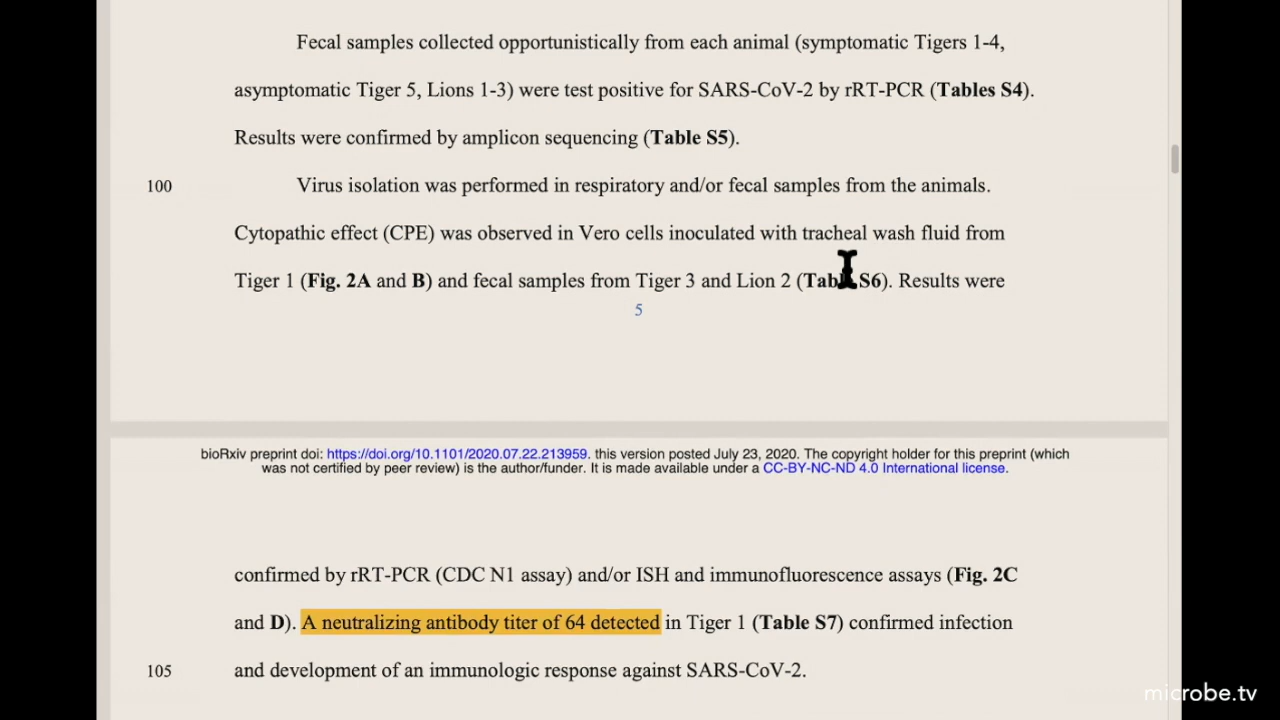 Fecal samples collected opportunistically from each animal (symptomatic Tigers 1-4,
asymptomatic Tiger 5, Lions 1-3) were test positive for SARS-CoV-2 by rRT-PCR (Tables S4).
Results were confirmed by amplicon sequencing (Table S5).
100 Virus isolation was performed in respiratory and/or fecal samples from the animals.
Cytopathic effect (CPE) was observed in Vero cells inoculated with tracheal wash fluid from
Tiger 1 (Fig. 2A and B) and fecal samples from Tiger 3 and Lion 2 (Table S6). Results were
5
bioRxiv preprint doi: https://doi.org/10.1101/2020.07.22.213959. this version posted July 23, 2020. The copyright holder for this preprint (which
was not certified by peer review) is the author/funder. It is made available under a CC-BY-NC-ND 4.0 International license.
confirmed by rRT-PCR (CDC N1 assay) and/or ISH and immunofluorescence assays (Fig. 2C
and D). A neutralizing antibody titer of 64 detected in Tiger 1 (Table S7) confirmed infection
105 and development of an immunologic response against SARS-CoV-2.
microbe.tv